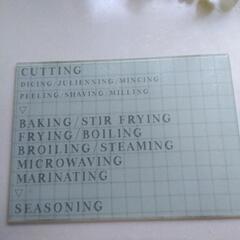 CUTTING
DICING/JULIENNING/MINCING
PEELING/SHAVING/MILLING
▽
BAKING/STIR FRYING
FRYING/BOILING
BROILING/STEAMING
MICROWAVING
MARINATING
▽
SEASONING